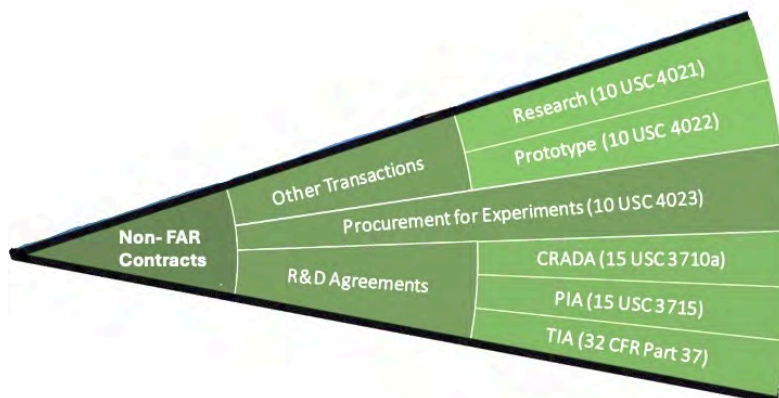 Non- FAR
Contracts
Other Transactions
Research (10 USC 4021)
Prototype (10 USC 4022)
Procurement for Experiments (10 USC 4023)
R&D Agreements
CRADA (15 USC 3710a)
PIA (15 USC 3715)
TIA (32 CFR Part 37)